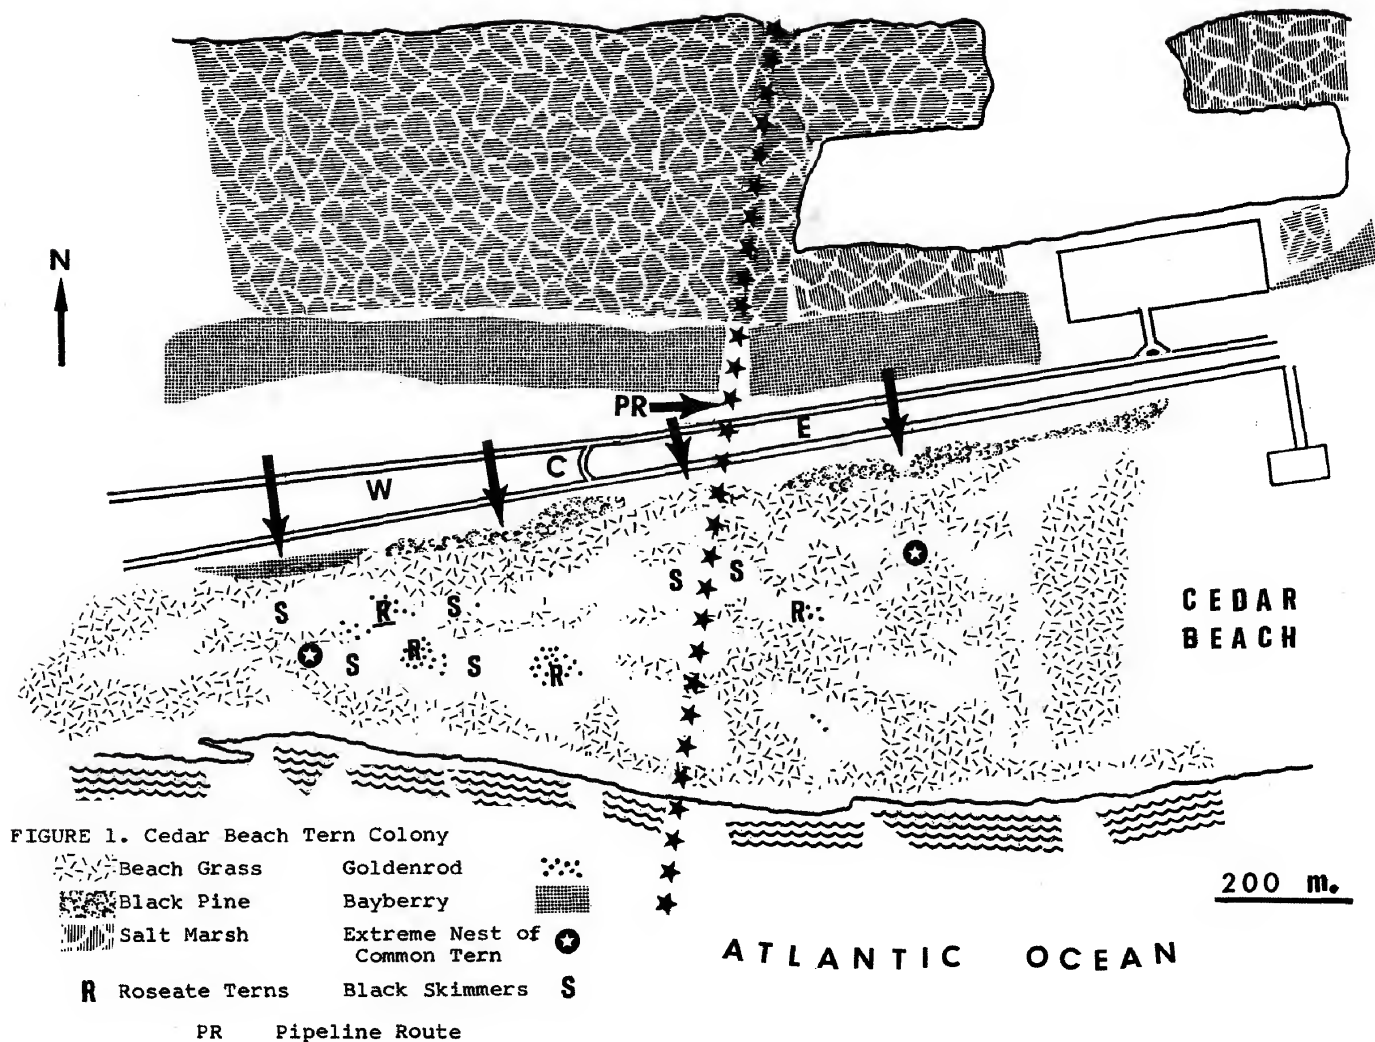 N
PR
E
C
W
S
S
S
R
S
R
R
S
S
R
CEDAR
BEACH
FIGURE 1. Cedar Beach Tern Colony
Beach Grass
Goldenrod
Black Pine
Bayberry
Salt Marsh
Extreme Nest of
Common Tern
R Roseate Terns
Black Skimmers S
PR Pipeline Route
200 m.
ATLANTIC OCEAN